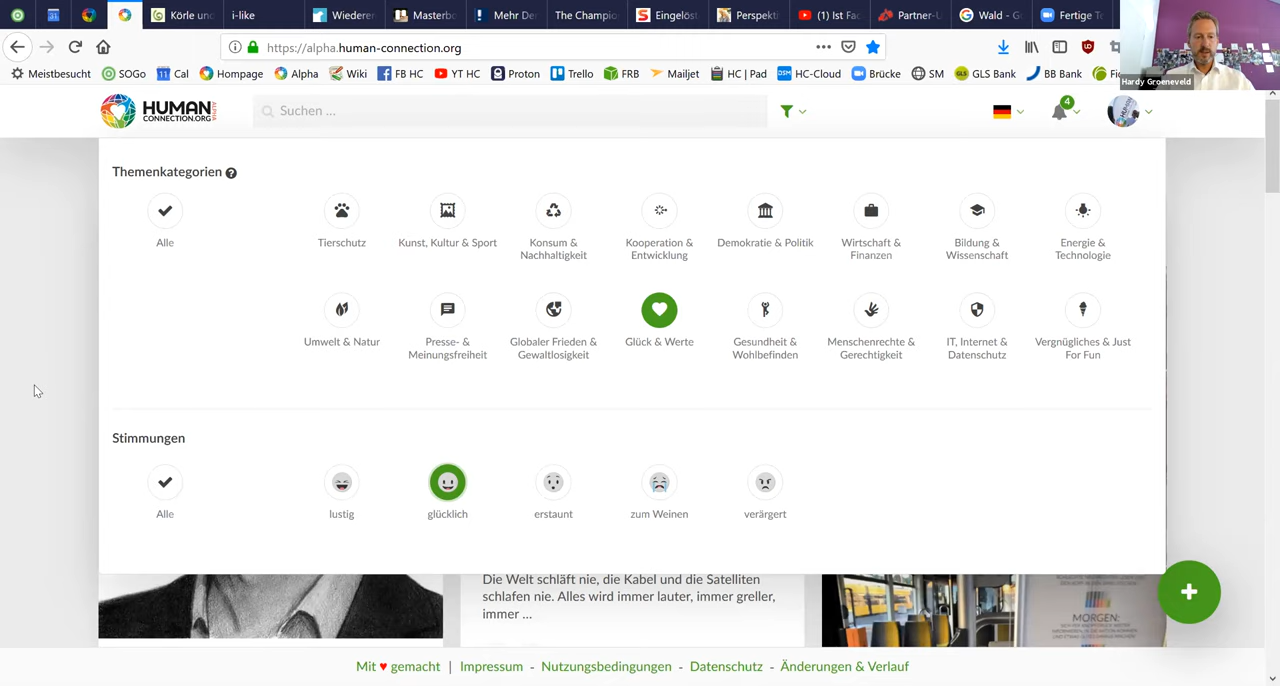 Körle und
i-like
Wiederer
Masterbo
Mehr De
The Champio
Eingelöst
Perspekti
(1) Ist Fac
Partner-U
Wald - G
Fertige Te
https://alpha.human-connection.org
Meistbesucht
SOGo
Cal
Hompage
Alpha
Wiki
FB HC
YT HC
Proton
Trello
FRB
Mailjet
HC | Pad
HC-Cloud
Brücke
SM
GLS Bank
BB Bank
Hardy Groeneveld
HUMAN
CONNECTION.ORG
ALPHA
Suchen ...
4
Themenkategorien
Alle
Tierschutz
Kunst, Kultur & Sport
Konsum &
Nachhaltigkeit
Kooperation &
Entwicklung
Demokratie & Politik
Wirtschaft &
Finanzen
Bildung &
Wissenschaft
Energie &
Technologie
Umwelt & Natur
Presse- &
Meinungsfreiheit
Globaler Frieden &
Gewaltlosigkeit
Glück & Werte
Gesundheit &
Wohlbefinden
Menschenrechte &
Gerechtigkeit
IT, Internet &
Datenschutz
Vergnügliches & Just
For Fun
Stimmungen
Alle
lustig
glücklich
erstaunt
zum Weinen
verärgert
Die Welt schläft nie, die Kabel und die Satelliten
schlafen nie. Alles wird immer lauter, immer greller,
immer ...
MORGEN:
Mit ♥ gemacht | Impressum - Nutzungsbedingungen - Datenschutz - Änderungen & Verlauf